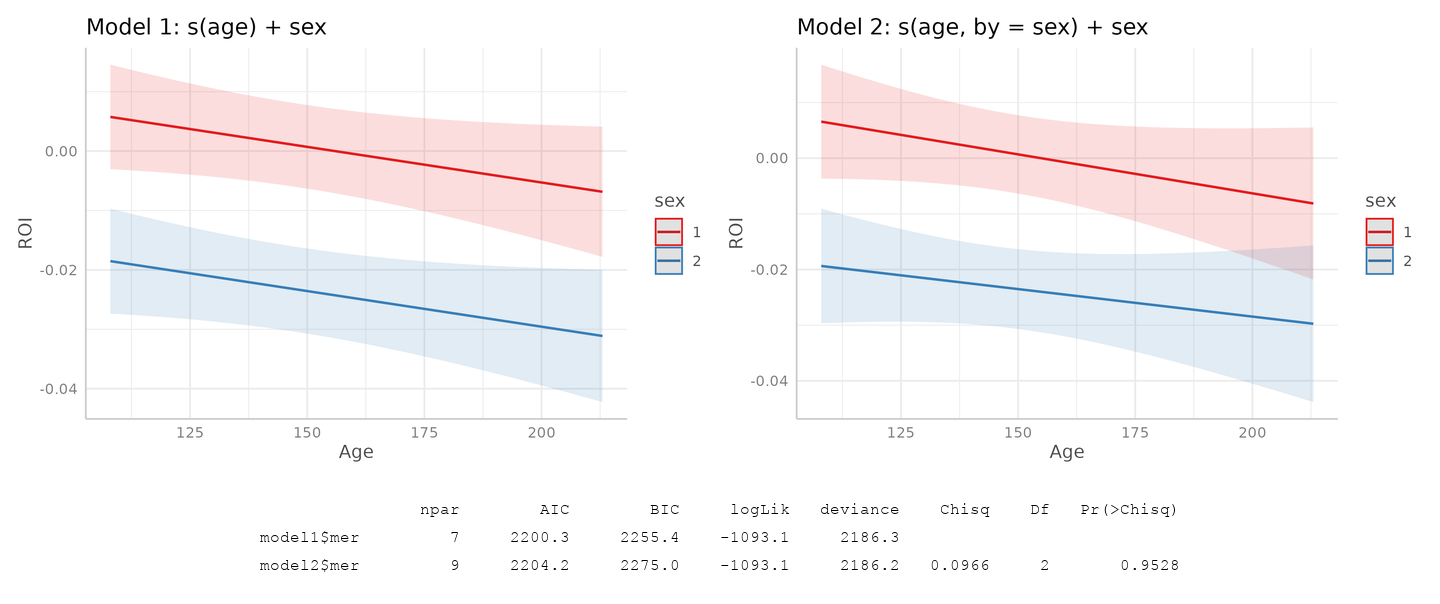 Model 1: s(age) + sex
0.00
-0.02
-0.04
ROI
125 150 175 200
Age
sex
1
2
Model 2: s(age, by = sex) + sex
0.00
-0.02
-0.04
ROI
125 150 175 200
Age
sex
1
2
npar AIC BIC logLik deviance Chisq Df Pr(>Chisq)
model1$mer 7 2200.3 2255.4 -1093.1 2186.3
model2$mer 9 2204.2 2275.0 -1093.1 2186.2 0.0966 2 0.9528